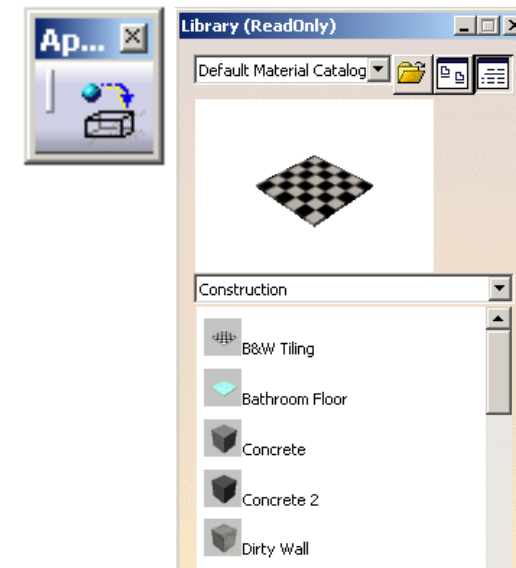 Ap...
Library (ReadOnly)
Default Material Catalog
Construction
B&W Tiling
Bathroom Floor
Concrete
Concrete 2
Dirty Wall